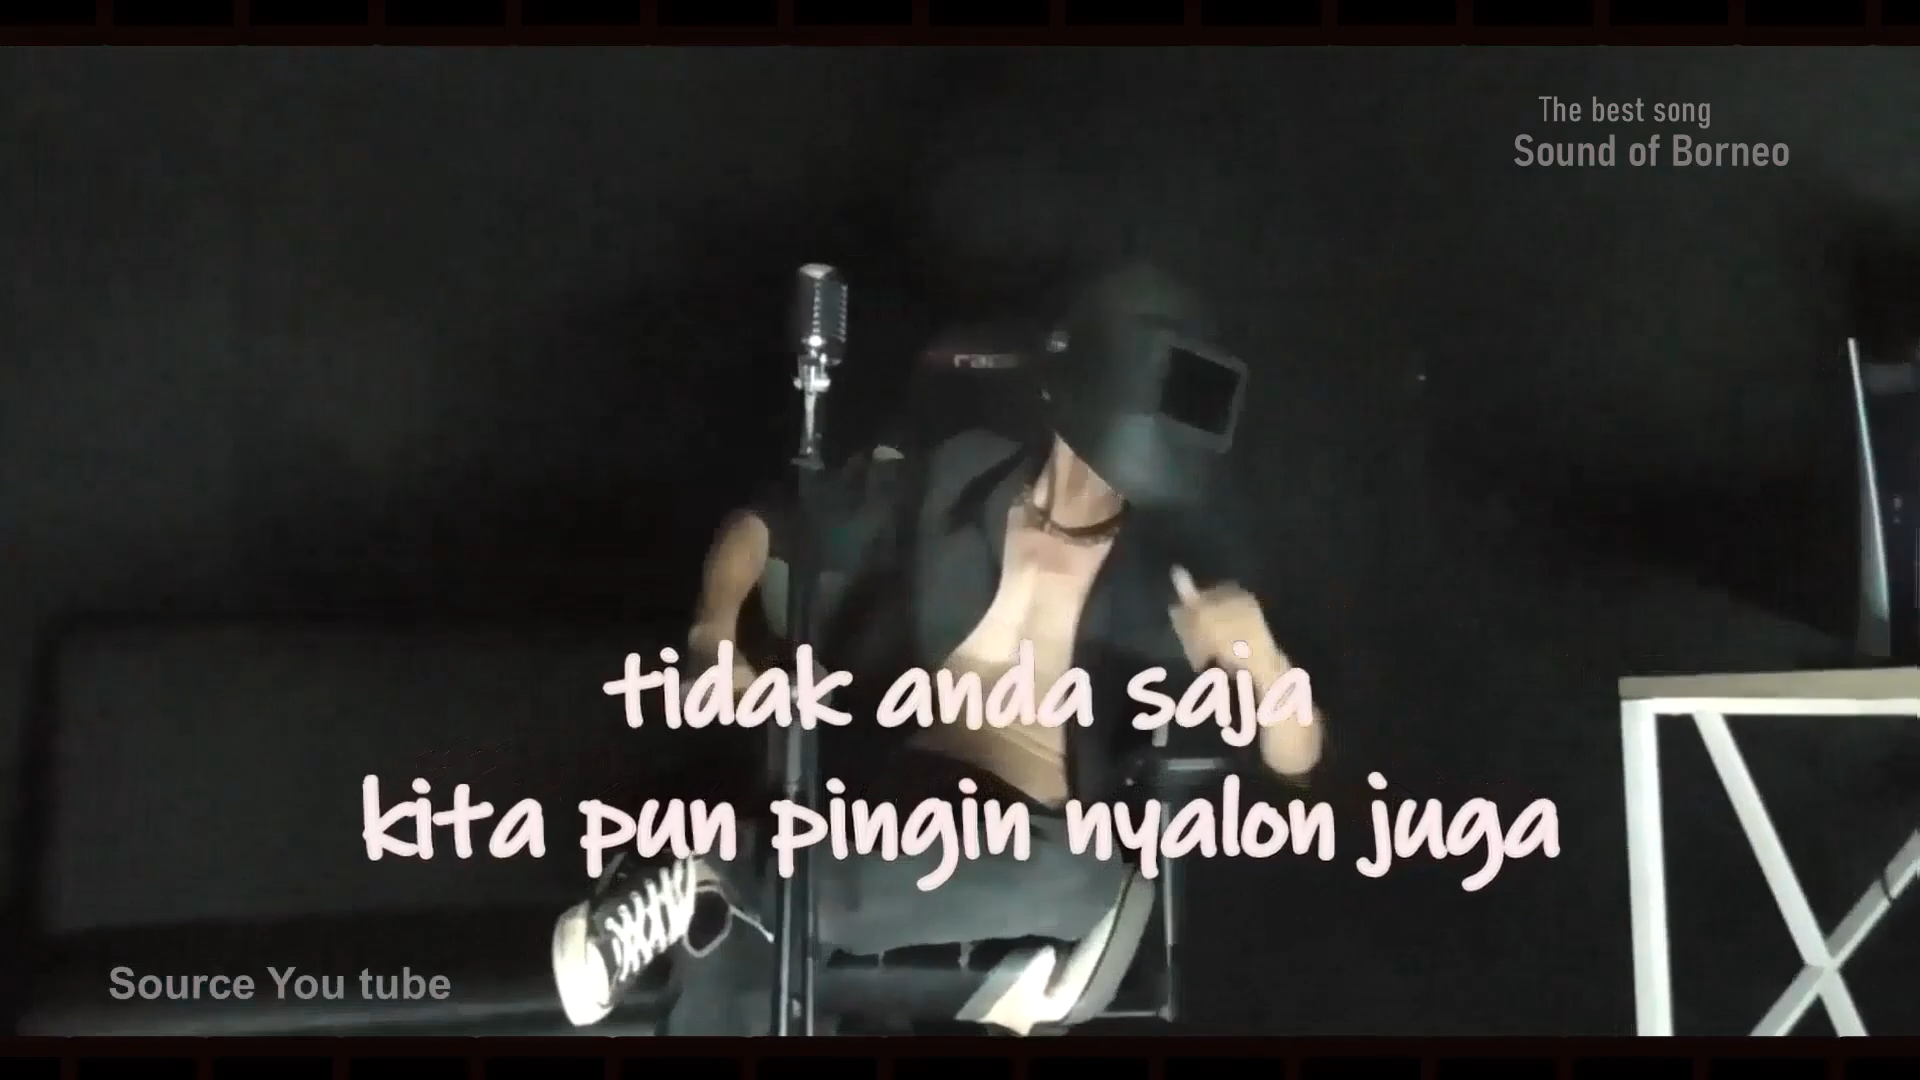 The best song
Sound of Borneo
tidak anda saja
kita pun pingin nyalon juga
Source You tube